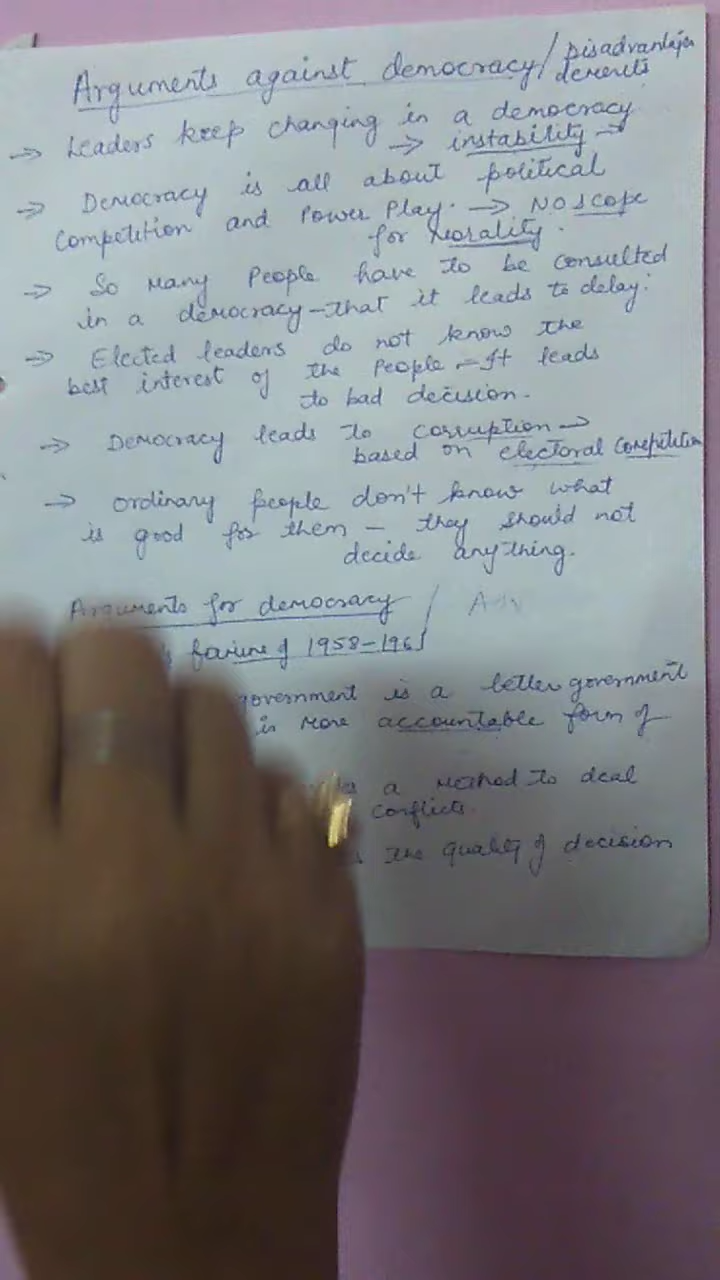 Arguments against democracy / Disadvantages
demerits
→ Leaders keep changing in a democracy
→ instability →
→ Democracy is all about political
Competition and Power Play. → NO scope
for Morality.
→ So Many People have to be consulted
in a democracy - that it leads to delay.
→ Elected leaders do not know the
best interest of the People - It leads
to bad decision.
→ Democracy leads to corruption →
based on electoral competition
→ ordinary people don't know what
is good for them - they should not
decide anything.
Arguments for democracy /
of 1958-1961
government is a better government
is More accountable form of
a method to deal
conflicts
the quality of decision